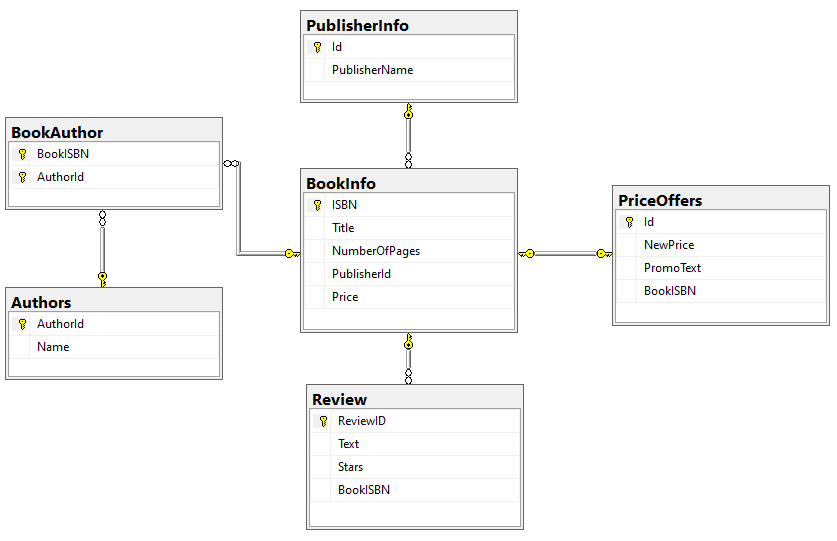 PublisherInfo
Id
PublisherName
BookAuthor
BookISBN
AuthorId
BookInfo
ISBN
Title
NumberOfPages
PublisherId
Price
PriceOffers
Id
NewPrice
PromoText
BookISBN
Authors
AuthorId
Name
Review
ReviewID
Text
Stars
BookISBN